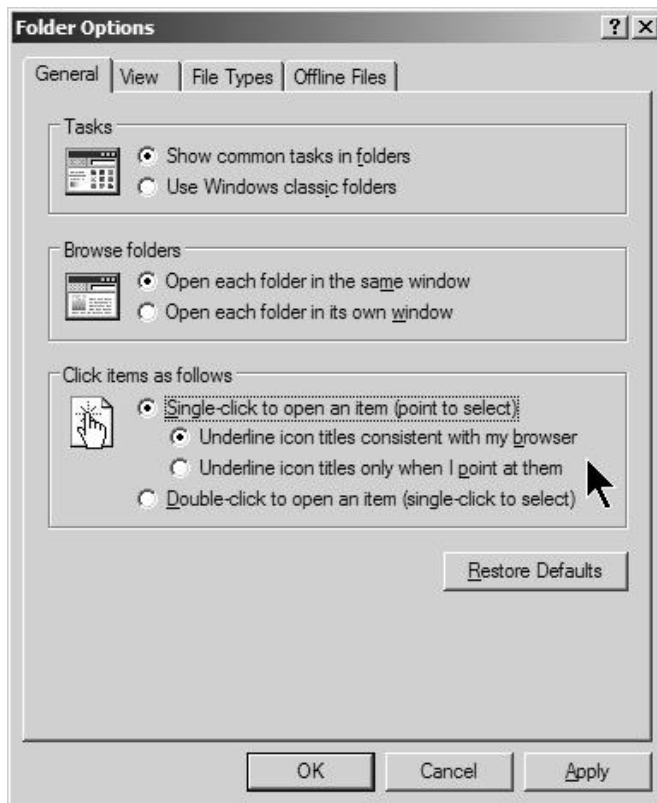 Folder Options
General View File Types Offline Files
Tasks
Show common tasks in folders
Use Windows classic folders
Browse folders
Open each folder in the same window
Open each folder in its own window
Click items as follows
Single-click to open an item (point to select)
Underline icon titles consistent with my browser
Underline icon titles only when I point at them
Double-click to open an item (single-click to select)
Restore Defaults
OK Cancel Apply